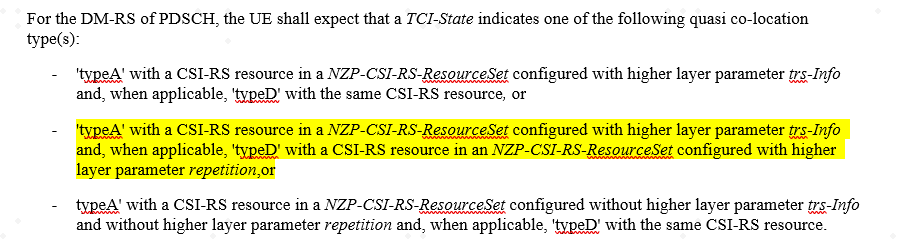 For the DM-RS of PDSCH, the UE shall expect that a TCI-State indicates one of the following quasi co-location
type(s):
- 'typeA' with a CSI-RS resource in a NZP-CSI-RS-ResourceSet configured with higher layer parameter trs-Info
and, when applicable, 'typeD' with the same CSI-RS resource, or
- 'typeA' with a CSI-RS resource in a NZP-CSI-RS-ResourceSet configured with higher layer parameter trs-Info
and, when applicable, 'typeD' with a CSI-RS resource in an NZP-CSI-RS-ResourceSet configured with higher
layer parameter repetition,or
- typeA' with a CSI-RS resource in a NZP-CSI-RS-ResourceSet configured without higher layer parameter trs-Info
and without higher layer parameter repetition and, when applicable, 'typeD' with the same CSI-RS resource.